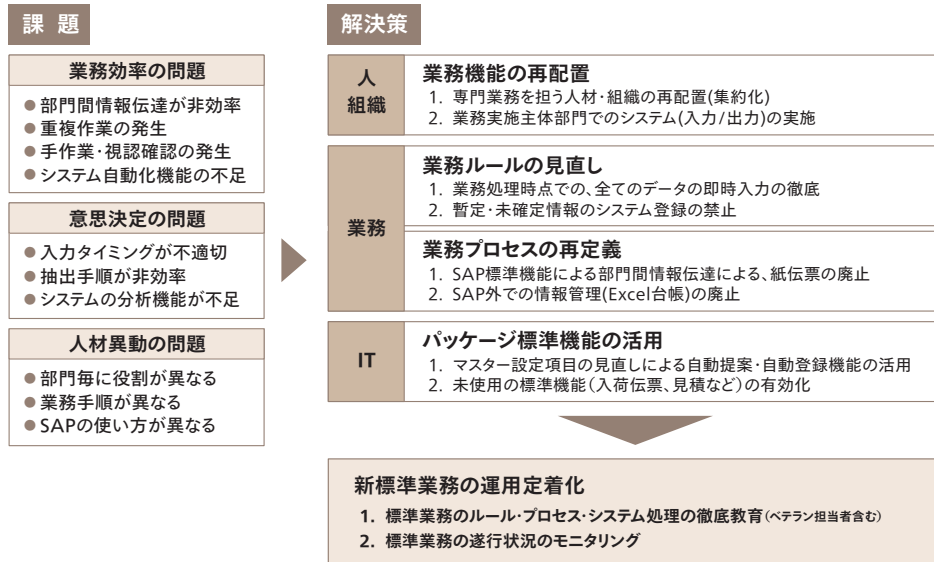 課 題
業務効率の問題
●部門間情報伝達が非効率
●重複作業の発生
●手作業・視認確認の発生
●システム自動化機能の不足
意思決定の問題
●入力タイミングが不適切
●抽出手順が非効率
●システムの分析機能が不足
人材異動の問題
●部門毎に役割が異なる
●業務手順が異なる
●SAPの使い方が異なる
解決策
人
組織
業務機能の再配置
1. 専門業務を担う人材・組織の再配置(集約化)
2. 業務実施主体部門でのシステム(入力/出力)の実施
業務
業務ルールの見直し
1. 業務処理時点での、全てのデータの即時入力の徹底
2. 暫定・未確定情報のシステム登録の禁止
業務プロセスの再定義
1. SAP標準機能による部門間情報伝達による、紙伝票の廃止
2. SAP外での情報管理(Excel台帳)の廃止
IT
パッケージ標準機能の活用
1. マスター設定項目の見直しによる自動提案・自動登録機能の活用
2. 未使用の標準機能（入荷伝票、見積など）の有効化
新標準業務の運用定着化
1. 標準業務のルール・プロセス・システム処理の徹底教育（ベテラン担当者含む）
2. 標準業務の遂行状況のモニタリング